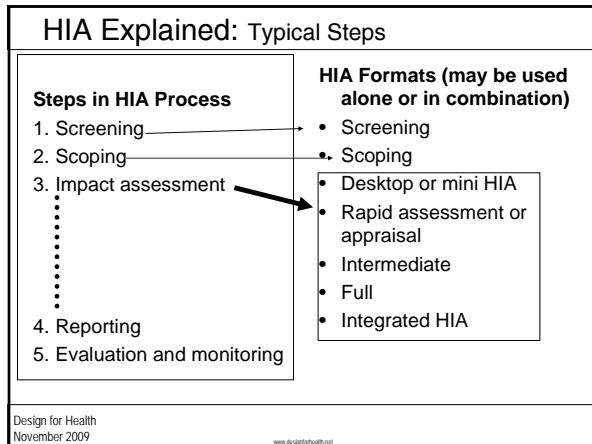 HIA Explained: Typical Steps
Steps in HIA Process
1. Screening
2. Scoping
3. Impact assessment
4. Reporting
5. Evaluation and monitoring
HIA Formats (may be used
alone or in combination)
• Screening
• Scoping
• Desktop or mini HIA
• Rapid assessment or
appraisal
• Intermediate
• Full
• Integrated HIA
Design for Health
November 2009
www.designforhealth.net